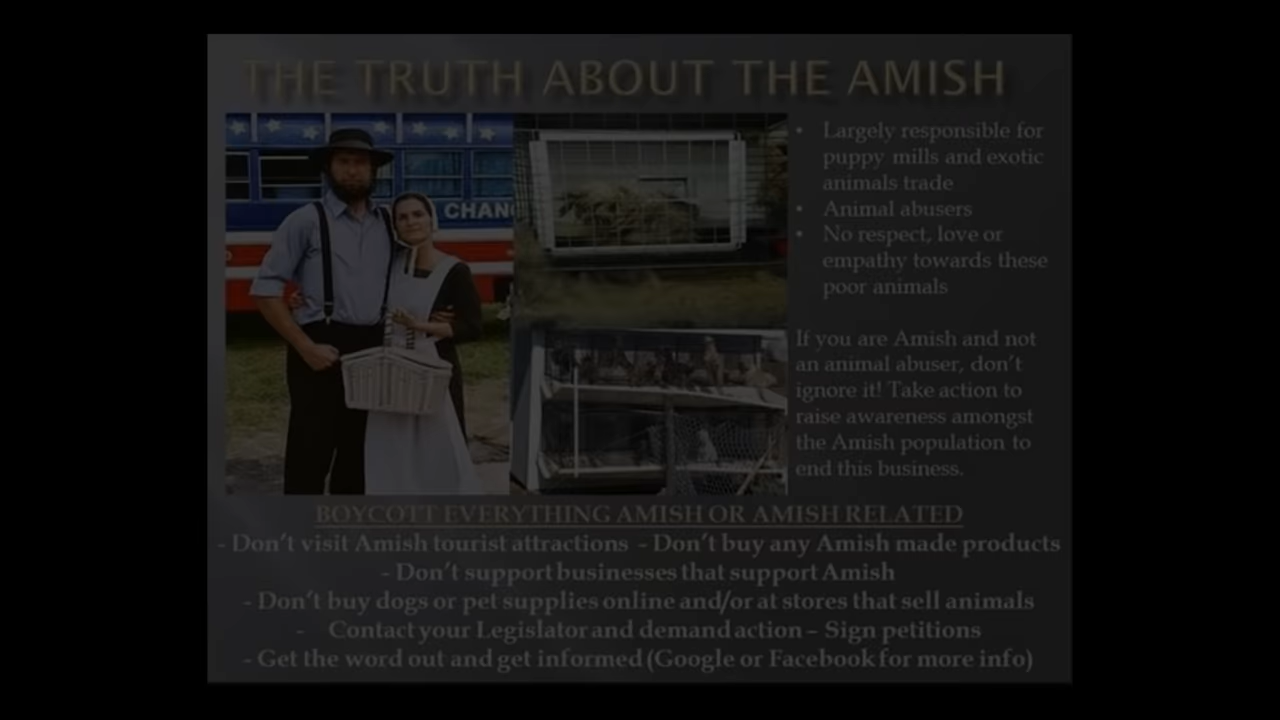 THE TRUTH ABOUT THE AMISH
CHAN
• Largely responsible for
puppy mills and exotic
animals trade
• Animal abusers
• No respect, love or
empathy towards these
poor animals
If you are Amish and not
an animal abuser, don't
ignore it! Take action to
raise awareness amongst
the Amish population to
end this business.
BOYCOTT EVERYTHING AMISH OR AMISH RELATED
- Don't visit Amish tourist attractions - Don't buy any Amish made products
- Don't support businesses that support Amish
- Don't buy dogs or pet supplies online and/or at stores that sell animals
- Contact your Legislator and demand action – Sign petitions
- Get the word out and get informed (Google or Facebook for more info)